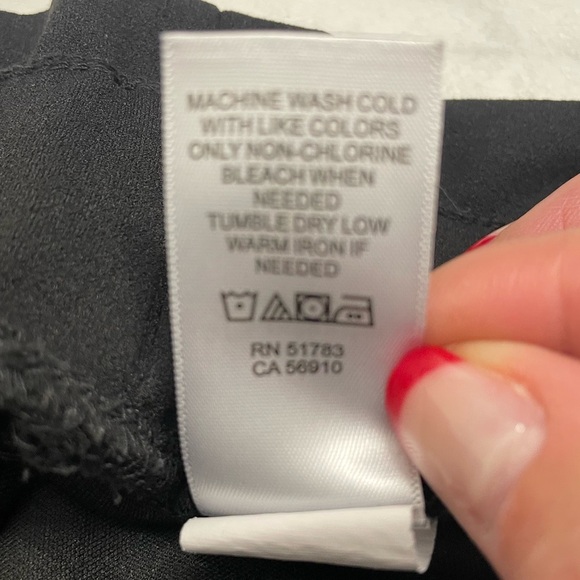 MACHINE WASH COLD
WITH LIKE COLORS
ONLY NON-CHLORINE
BLEACH WHEN
NEEDED
TUMBLE DRY LOW
WARM IRON IF
NEEDED
RN 51783
CA 56910